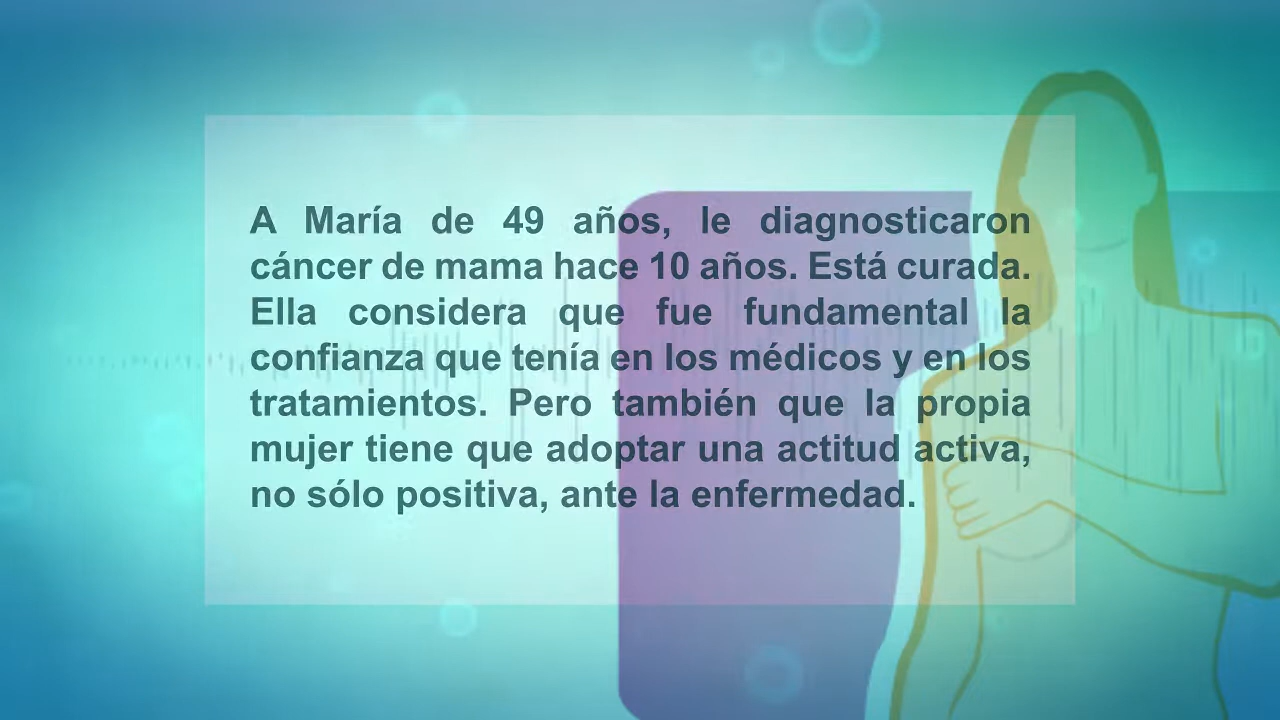 A María de 49 años, le diagnosticaron
cáncer de mama hace 10 años. Está curada.
Ella considera que fue fundamental la
confianza que tenía en los médicos y en los
tratamientos. Pero también que la propia
mujer tiene que adoptar una actitud activa,
no sólo positiva, ante la enfermedad.